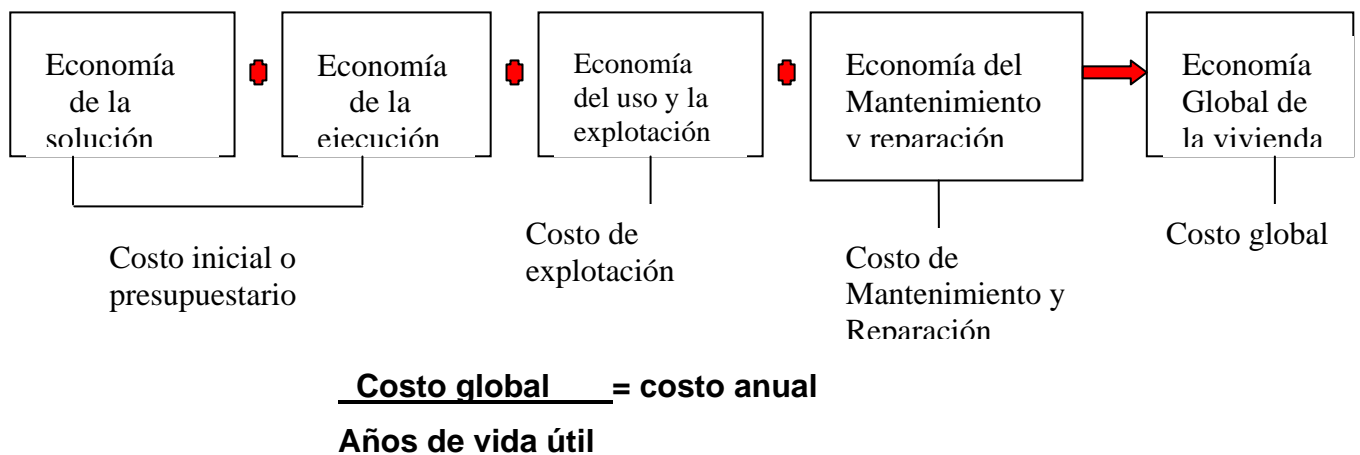 Economía
de la
solución
Economía
de la
ejecución
Economía
del uso y la
explotación
Economía del
Mantenimiento
y reparación
Economía
Global de
la vivienda
Costo inicial o
presupuestario
Costo de
explotación
Costo de
Mantenimiento y
Reparación
Costo global
Costo global = costo anual
Años de vida útil